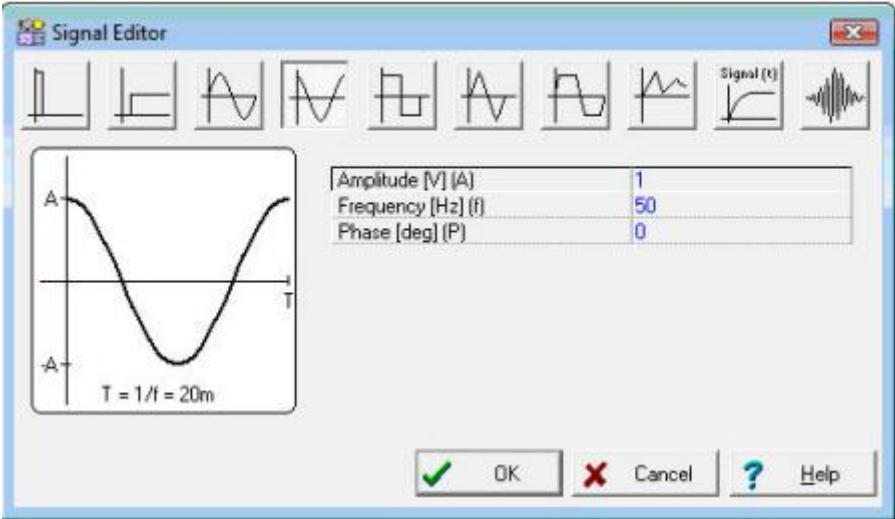 Signal Editor
Signal (t)
A
T
-A
T = 1/f = 20m
Amplitude [V] (A) 1
Frequency [Hz] (f) 50
Phase [deg] (P) 0
OK Cancel Help